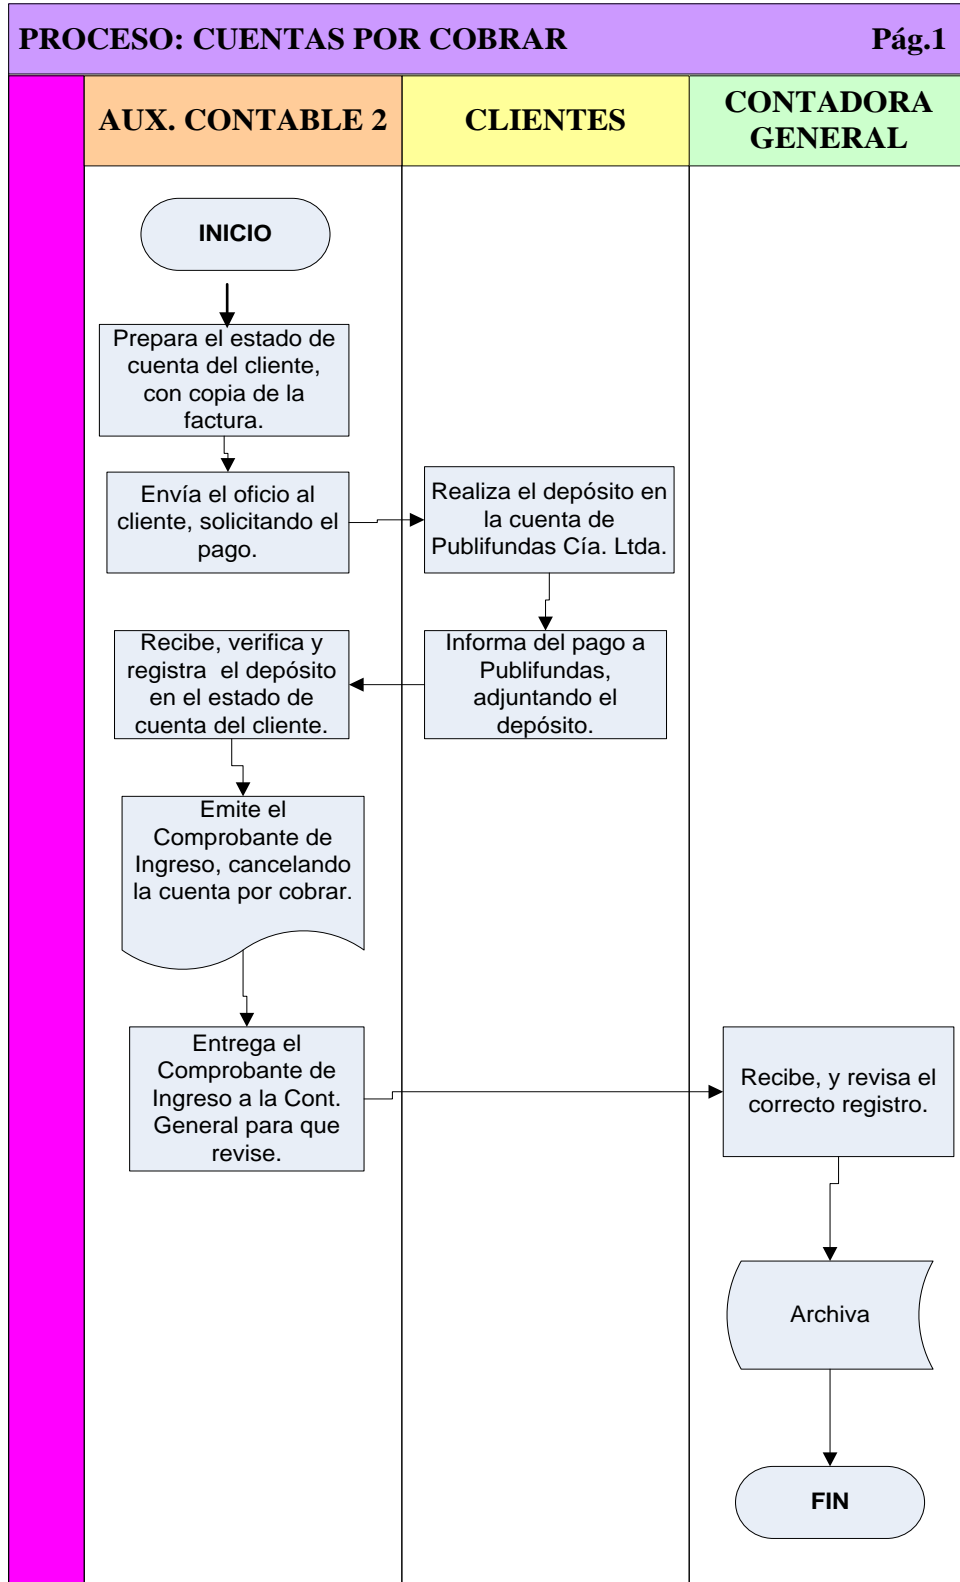 PROCESO: CUENTAS POR COBRAR Pág.1
AUX. CONTABLE 2
CLIENTES
CONTADORA
GENERAL
INICIO
Prepara el estado de
cuenta del cliente,
con copia de la
factura.
Envía el oficio al
cliente, solicitando el
pago.
Realiza el depósito en
la cuenta de
Publifundas Cía. Ltda.
Informa del pago a
Publifundas,
adjuntando el
depósito.
Recibe, verifica y
registra  el depósito
en el estado de
cuenta del cliente.
Emite el
Comprobante de
Ingreso, cancelando
la cuenta por cobrar.
Entrega el
Comprobante de
Ingreso a la Cont.
General para que
revise.
Recibe, y revisa el
correcto registro.
Archiva
FIN